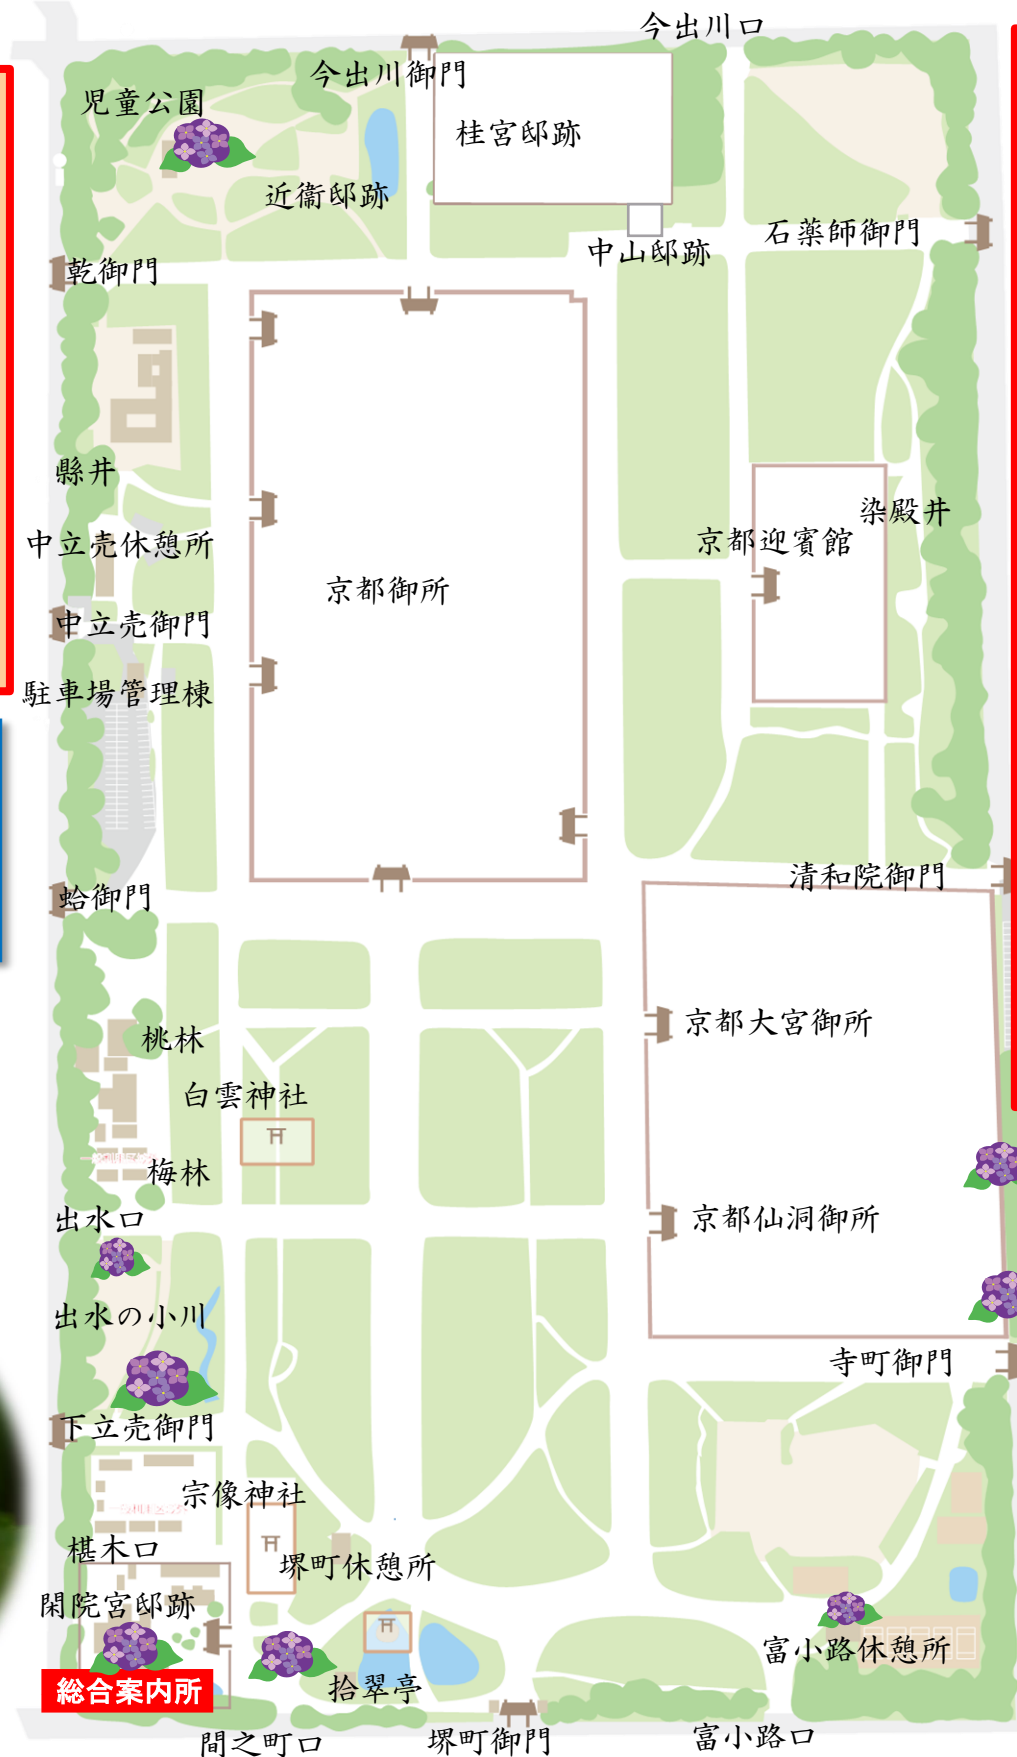 今出川口
今出川御門
児童公園
桂宮邸跡
近衞邸跡
石薬師御門
中山邸跡
乾御門
縣井
染殿井
京都迎賓館
中立売休憩所
京都御所
中立売御門
駐車場管理棟
清和院御門
蛤御門
京都大宮御所
桃林
白雲神社
梅林
出水口
京都仙洞御所
出水の小川
寺町御門
下立売御門
宗像神社
椹木口
堺町休憩所
閑院宮邸跡
富小路休憩所
拾翠亭
総合案内所
富小路口
堺町御門
間之町口